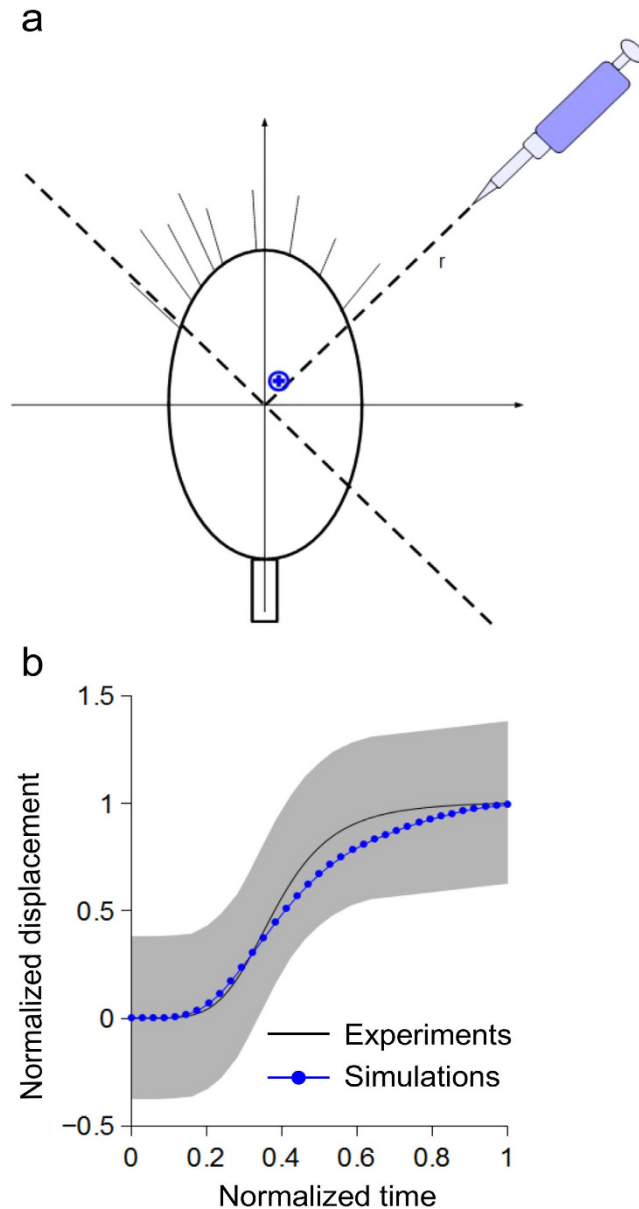 a
r
+
b
1.5
1
0.5
0
−0.5
Normalized displacement
Experiments
Simulations
0 0.2 0.4 0.6 0.8 1
Normalized time